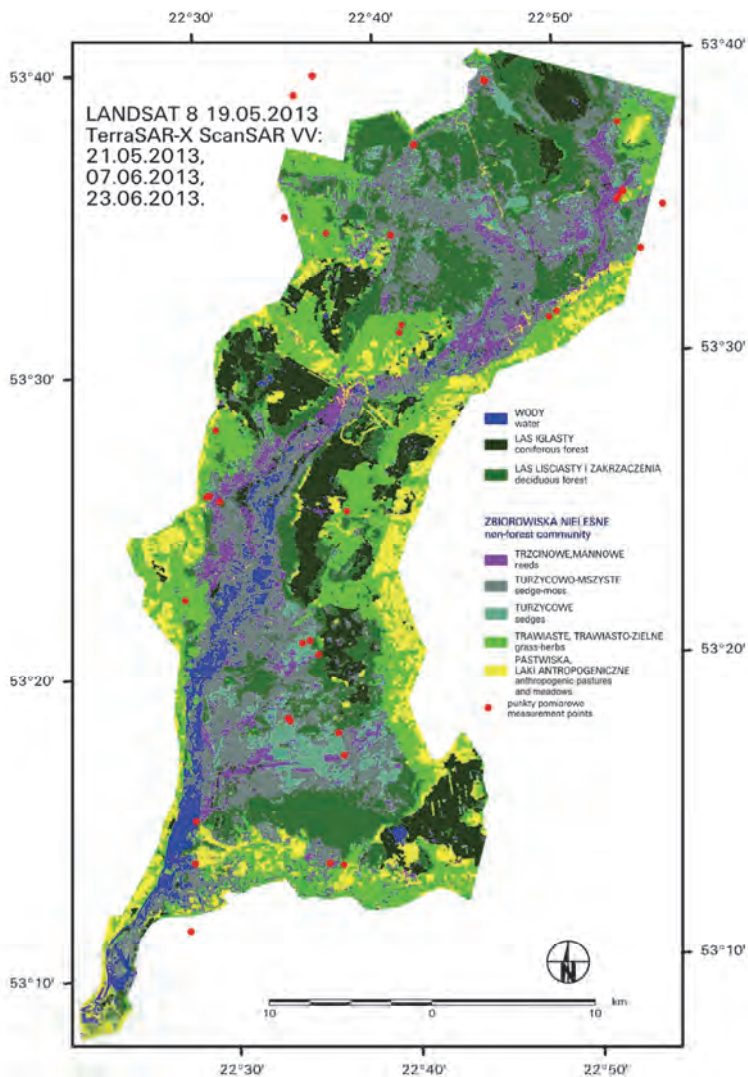 22°30'
22°40'
22°50'
53°40'
53°40'
LANDSAT 8 19.05.2013
TerraSAR-X ScanSAR VV:
21.05.2013,
07.06.2013,
23.06.2013.
53°30'
53°30'
WODY
water
LAS IGLASTY
coniferous forest
LAS LIŚCIASTY I ZAKRZACZENIA
deciduous forest
ZBIOROWISKA NIELEŚNE
non-forest community
TRZCINOWE,MANNOWE
reeds
TURZYCOWO-MSZYSTE
sedge-moss
TURZYCOWE
sedges
TRAWIASTE, TRAWIASTO-ZIELNE
grass-herbs
PASTWISKA,
ŁĄKI ANTROPOGENICZNE
anthropogenic pastures
and meadows
punkty pomiarowe
measurement points
53°20'
53°20'
53°10'
53°10'
N
10
0
10
km
22°30'
22°40'
22°50'